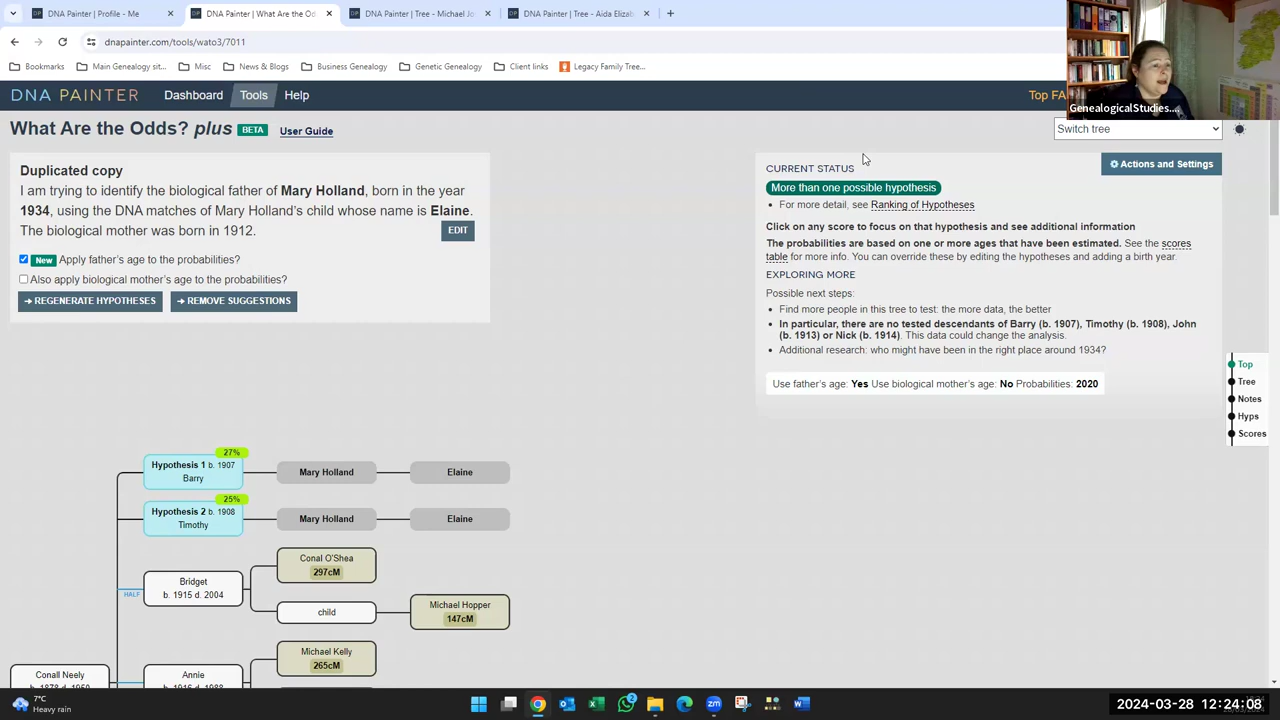 DNA Painter | Profile - Me
DNA Painter | What Are the Od
DNA Painter | Tree - Michael Jo
DNA Painter | Tree - Aida Elizab
dnapainter.com/tools/wato3/7011
Bookmarks
Main Genealogy sit...
Misc
News & Blogs
Business Genealogy
Genetic Genealogy
Client links
Legacy Family Tree...
GenealogicalStudies....
DNA PAINTER
Dashboard
Tools
Help
Top FA
What Are the Odds? plus BETA User Guide
Switch tree
Duplicated copy
I am trying to identify the biological father of Mary Holland, born in the year
1934, using the DNA matches of Mary Holland's child whose name is Elaine.
The biological mother was born in 1912.
EDIT
New Apply father's age to the probabilities?
Also apply biological mother's age to the probabilities?
REGENERATE HYPOTHESES
REMOVE SUGGESTIONS
CURRENT STATUS
Actions and Settings
More than one possible hypothesis
For more detail, see Ranking of Hypotheses
Click on any score to focus on that hypothesis and see additional information
The probabilities are based on one or more ages that have been estimated. See the scores
table for more info. You can override these by editing the hypotheses and adding a birth year.
EXPLORING MORE
Possible next steps:
Find more people in this tree to test: the more data, the better
In particular, there are no tested descendants of Barry (b. 1907), Timothy (b. 1908), John
(b. 1913) or Nick (b. 1914). This data could change the analysis.
Additional research: who might have been in the right place around 1934?
Use father's age: Yes Use biological mother's age: No Probabilities: 2020
Top
Tree
Notes
Hyps
Scores
27%
Hypothesis 1 b. 1907
Barry
Mary Holland
Elaine
25%
Hypothesis 2 b. 1908
Timothy
Mary Holland
Elaine
Conal O'Shea
297cM
HALF
Bridget
b. 1915 d. 2004
child
Michael Hopper
147cM
Michael Kelly
265cM
Conall Neely
b. 1878 d. 1950
Annie
b. 1916 d. 1988
7°C
Heavy rain
2
2024-03-28 12:24:08